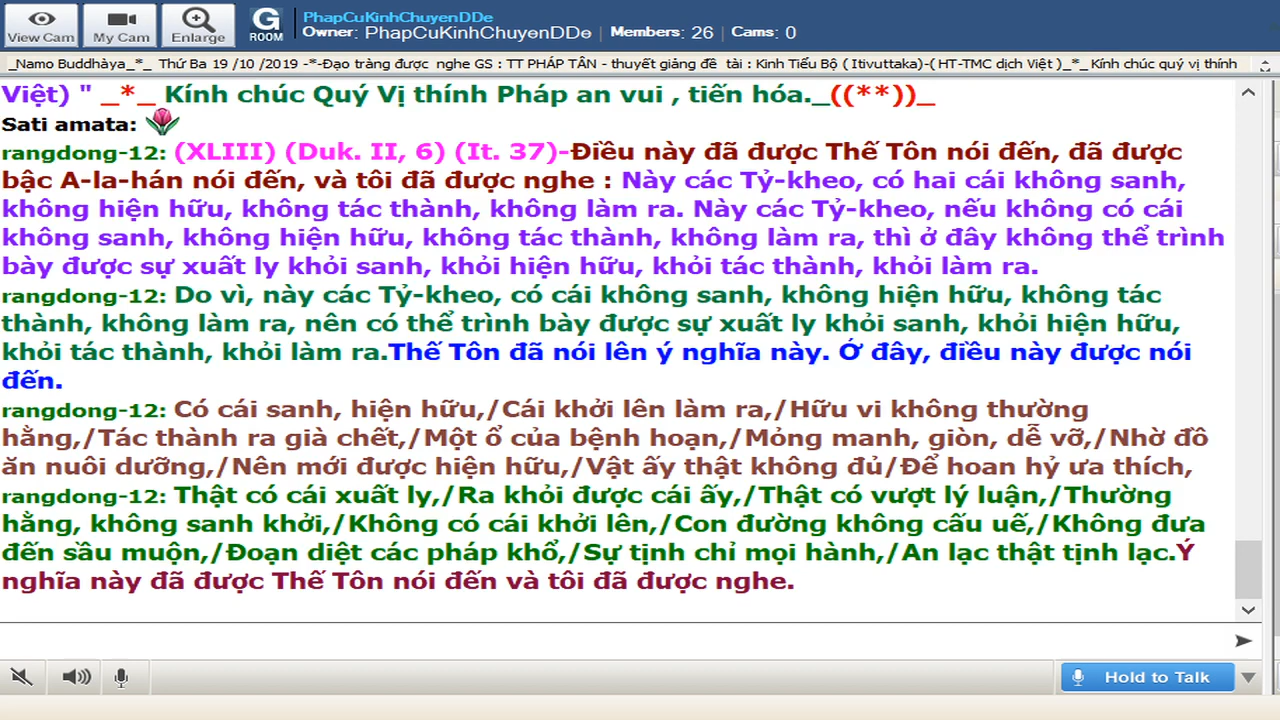 PhapCuKinhChuyenDDe
Owner: PhapCuKinhChuyenDDe | Members: 26 | Cams: 0
View Cam
My Cam
Enlarge
G ROOM
_Namo Buddhàya_*_ Thứ Ba 19 /10 /2019 -*-Đạo tràng được nghe GS : TT PHÁP TÂN - thuyết giảng đề tài : Kinh Tiểu Bộ ( Itivuttaka)-( HT-TMC dịch Việt )_*_ Kính chúc quý vị thính
Việt) " _*_ Kính chúc Quý Vị thính Pháp an vui , tiến hóa._((**))_
Sati amata:
rangdong-12: (XLIII) (Duk. II, 6) (It. 37)-Điều này đã được Thế Tôn nói đến, đã được
bậc A-la-hán nói đến, và tôi đã được nghe : Này các Tỷ-kheo, có hai cái không sanh,
không hiện hữu, không tác thành, không làm ra. Này các Tỷ-kheo, nếu không có cái
không sanh, không hiện hữu, không tác thành, không làm ra, thì ở đây không thể trình
bày được sự xuất ly khỏi sanh, khỏi hiện hữu, khỏi tác thành, khỏi làm ra.
rangdong-12: Do vì, này các Tỷ-kheo, có cái không sanh, không hiện hữu, không tác
thành, không làm ra, nên có thể trình bày được sự xuất ly khỏi sanh, khỏi hiện hữu,
khỏi tác thành, khỏi làm ra.Thế Tôn đã nói lên ý nghĩa này. Ở đây, điều này được nói
đến.
rangdong-12: Có cái sanh, hiện hữu,/Cái khởi lên làm ra,/Hữu vi không thường
hằng,/Tác thành ra già chết,/Một ổ của bệnh hoạn,/Mỏng manh, giòn, dễ vỡ,/Nhờ đồ
ăn nuôi dưỡng,/Nên mới được hiện hữu,/Vật ấy thật không đủ/Để hoan hỷ ưa thích,
rangdong-12: Thật có cái xuất ly,/Ra khỏi được cái ấy,/Thật có vượt lý luận,/Thường
hằng, không sanh khởi,/Không có cái khởi lên,/Con đường không cấu uế,/Không đưa
đến sầu muộn,/Đoạn diệt các pháp khổ,/Sự tịnh chỉ mọi hành,/An lạc thật tịnh lạc.Ý
nghĩa này đã được Thế Tôn nói đến và tôi đã được nghe.
Hold to Talk